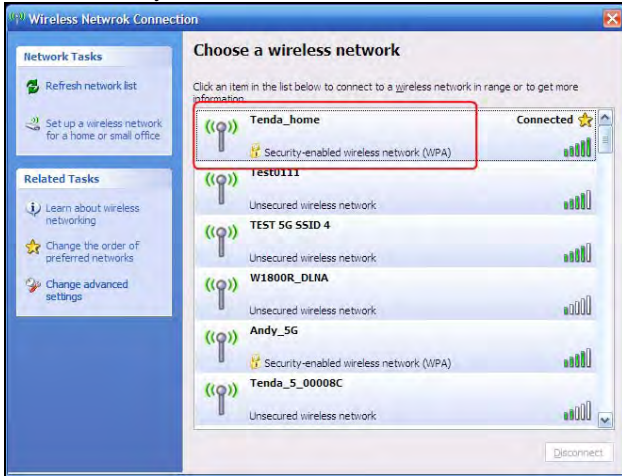 Wireless Netwrok Connection
Network Tasks
Refresh network list
Set up a wireless network
for a home or small office
Related Tasks
Learn about wireless
networking
Change the order of
preferred networks
Change advanced
settings
Choose a wireless network
Click an item in the list below to connect to a wireless network in range or to get more
information.
Tenda_home
Connected
Security-enabled wireless network (WPA)
Test0111
Unsecured wireless network
TEST 5G SSID 4
Unsecured wireless network
W1800R_DLNA
Unsecured wireless network
Andy_5G
Security-enabled wireless network (WPA)
Tenda_5_00008C
Unsecured wireless network
Disconnect